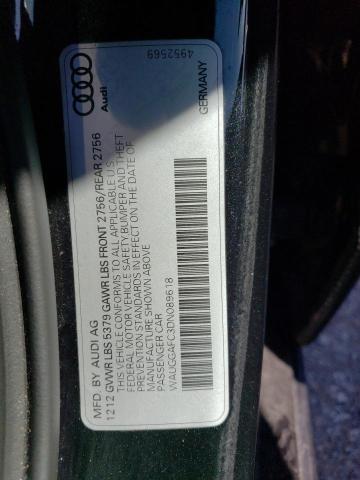 Audi
MFD BY AUDI AG
1212 GVWR LBS 5379 GAWR LBS FRONT 2756/REAR 2756
THIS VEHICLE CONFORMS TO ALL APPLICABLE U.S.
FEDERAL MOTOR VEHICLE SAFETY BUMPER AND THEFT
PREVENTION STANDARDS IN EFFECT ON THE DATE OF
MANUFACTURE SHOWN ABOVE
PASSENGER CAR
WAUGGAFC3DN089618
GERMANY
4952569